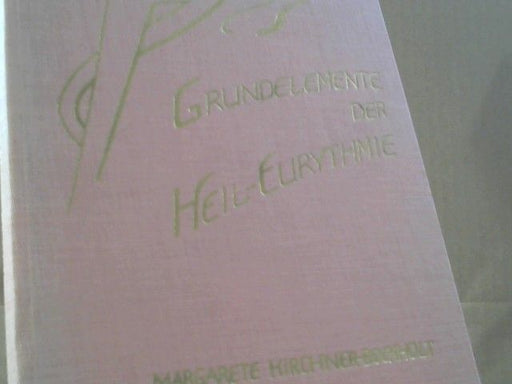 GRUNDELEMENTE
DER
HEIL-EURYTHMIE
MARGARETE KIRCHNER-BOCKHOLT